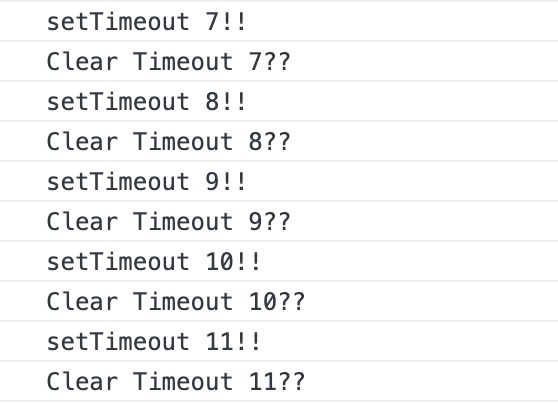 setTimeout 7!!
Clear Timeout 7??
setTimeout 8!!
Clear Timeout 8??
setTimeout 9!!
Clear Timeout 9??
setTimeout 10!!
Clear Timeout 10??
setTimeout 11!!
Clear Timeout 11??